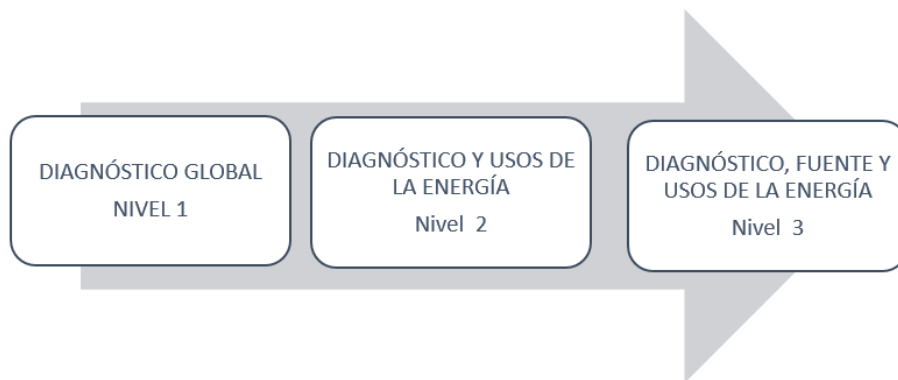 DIAGNÓSTICO GLOBAL
NIVEL 1
DIAGNÓSTICO Y USOS DE
LA ENERGÍA
Nivel 2
DIAGNÓSTICO, FUENTE Y
USOS DE LA ENERGÍA
Nivel 3